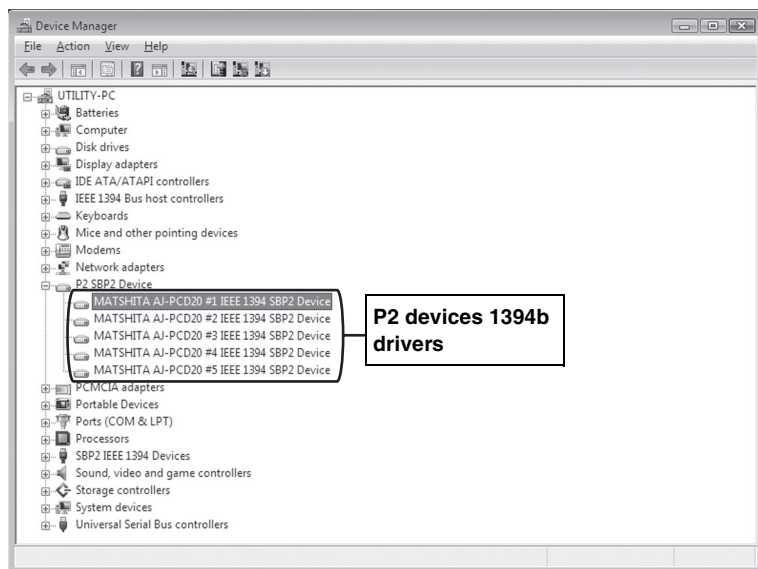 Device Manager
File Action View Help
UTILITY-PC
Batteries
Computer
Disk drives
Display adapters
IDE ATA/ATAPI controllers
IEEE 1394 Bus host controllers
Keyboards
Mice and other pointing devices
Modems
Network adapters
P2 SBP2 Device
MATSHITA AJ-PCD20 #1 IEEE 1394 SBP2 Device
MATSHITA AJ-PCD20 #2 IEEE 1394 SBP2 Device
MATSHITA AJ-PCD20 #3 IEEE 1394 SBP2 Device
MATSHITA AJ-PCD20 #4 IEEE 1394 SBP2 Device
MATSHITA AJ-PCD20 #5 IEEE 1394 SBP2 Device
P2 devices 1394b
drivers
PCMCIA adapters
Portable Devices
Ports (COM & LPT)
Processors
SBP2 IEEE 1394 Devices
Sound, video and game controllers
Storage controllers
System devices
Universal Serial Bus controllers